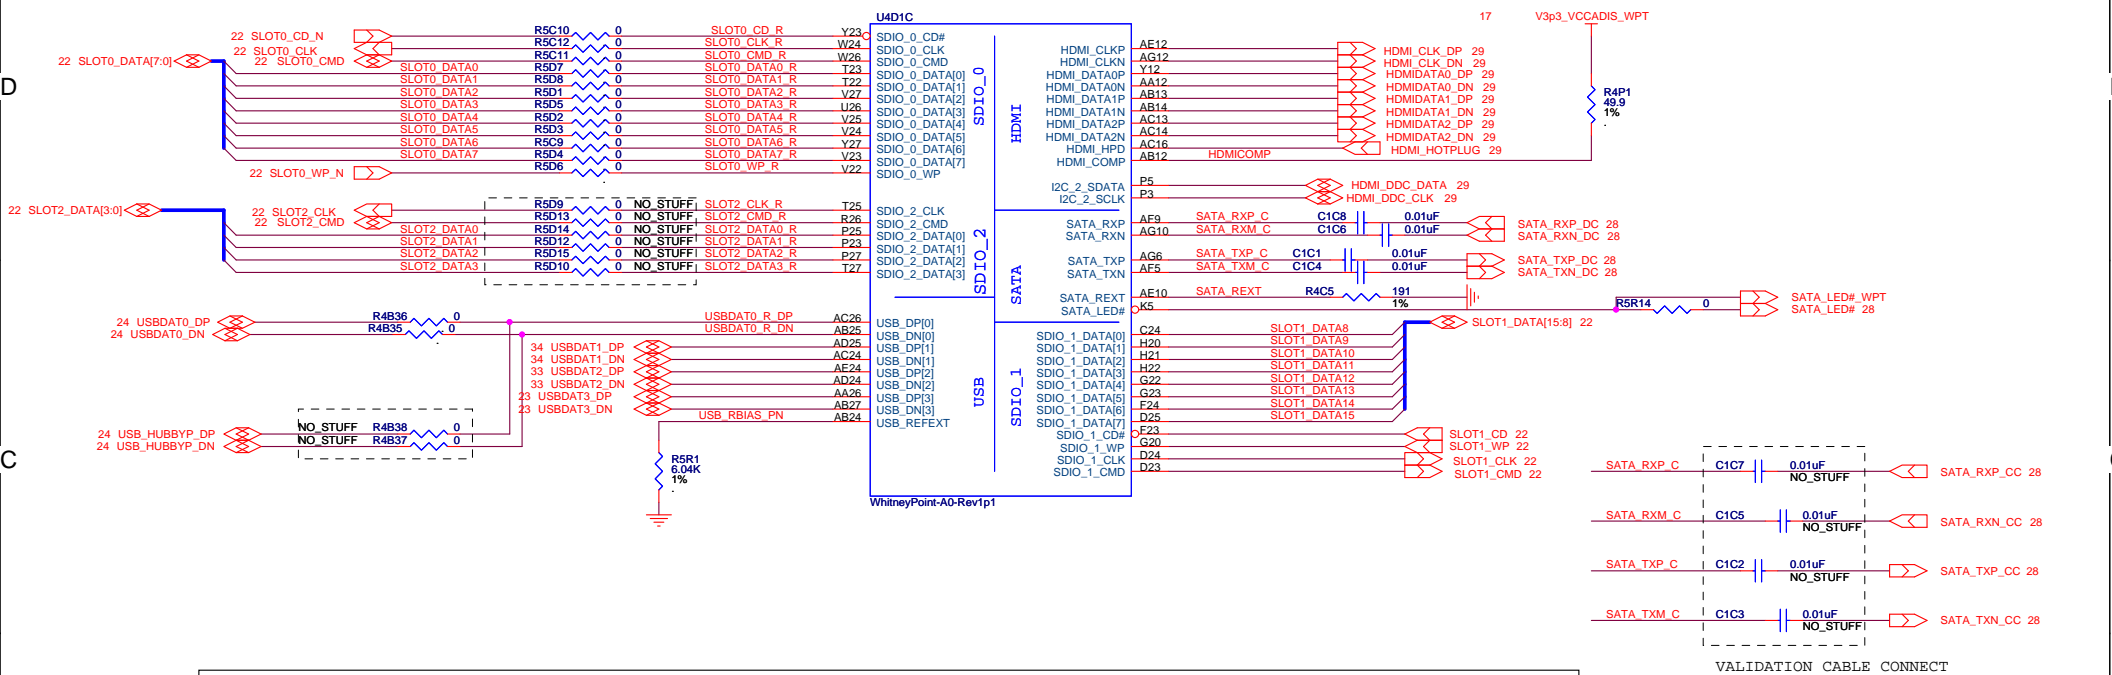 U4D1C
17 V3p3_VCCADIS_WPT
D
22 SLOT0_CD_N R5C10 0 SLOT0_CD_R Y23 SDIO_0_CD#
22 SLOT0_CLK R5C12 0 SLOT0_CLK_R W24 SDIO_0_CLK
22 SLOT0_CMD R5C11 0 SLOT0_CMD_R W26 SDIO_0_CMD
22 SLOT0_DATA[7:0]
SLOT0_DATA0 R5D7 0 SLOT0_DATA0_R T23 SDIO_0_DATA[0]
SLOT0_DATA1 R5D8 0 SLOT0_DATA1_R T22 SDIO_0_DATA[1]
SLOT0_DATA2 R5D1 0 SLOT0_DATA2_R V27 SDIO_0_DATA[2]
SLOT0_DATA3 R5D5 0 SLOT0_DATA3_R U26 SDIO_0_DATA[3]
SLOT0_DATA4 R5D2 0 SLOT0_DATA4_R V25 SDIO_0_DATA[4]
SLOT0_DATA5 R5D3 0 SLOT0_DATA5_R V24 SDIO_0_DATA[5]
SLOT0_DATA6 R5C9 0 SLOT0_DATA6_R Y27 SDIO_0_DATA[6]
SLOT0_DATA7 R5D4 0 SLOT0_DATA7_R V23 SDIO_0_DATA[7]
22 SLOT0_WP_N R5D6 0 SLOT0_WP_R V22 SDIO_0_WP
SDIO_0
HDMI
HDMI_CLKP AE12 HDMI_CLK_DP 29
HDMI_CLKN AG12 HDMI_CLK_DN 29
HDMI_DATA0P Y12 HDMIDATA0_DP 29
HDMI_DATA0N AA12 HDMIDATA0_DN 29
HDMI_DATA1P AB13 HDMIDATA1_DP 29
HDMI_DATA1N AB14 HDMIDATA1_DN 29
HDMI_DATA2P AC13 HDMIDATA2_DP 29
HDMI_DATA2N AC14 HDMIDATA2_DN 29
HDMI_HPD AC16 HDMI_HOTPLUG 29
HDMI_COMP AB12 HDMICOMP
R4P1
49.9
1%
I2C_2_SDATA P5 HDMI_DDC_DATA 29
I2C_2_SCLK P3 HDMI_DDC_CLK 29
22 SLOT2_DATA[3:0]
22 SLOT2_CLK R5D9 0 NO_STUFF SLOT2_CLK_R T25 SDIO_2_CLK
22 SLOT2_CMD R5D13 0 NO_STUFF SLOT2_CMD_R R26 SDIO_2_CMD
SLOT2_DATA0 R5D14 0 NO_STUFF SLOT2_DATA0_R P25 SDIO_2_DATA[0]
SLOT2_DATA1 R5D12 0 NO_STUFF SLOT2_DATA1_R P23 SDIO_2_DATA[1]
SLOT2_DATA2 R5D15 0 NO_STUFF SLOT2_DATA2_R P27 SDIO_2_DATA[2]
SLOT2_DATA3 R5D10 0 NO_STUFF SLOT2_DATA3_R T27 SDIO_2_DATA[3]
SDIO_2
SATA
SATA_RXP AF9 SATA_RXP_C C1C8 0.01uF SATA_RXP_DC 28
SATA_RXN AG10 SATA_RXM_C C1C6 0.01uF SATA_RXN_DC 28
SATA_TXP AG6 SATA_TXP_C C1C1 0.01uF SATA_TXP_DC 28
SATA_TXN AF5 SATA_TXM_C C1C4 0.01uF SATA_TXN_DC 28
SATA_REXT AE10 SATA_REXT R4C5 191
1%
SATA_LED# K5 R5R14 0 SATA_LED#_WPT
SATA_LED# 28
24 USBDAT0_DP R4B36 0 USBDAT0_R_DP AC26 USB_DP[0]
24 USBDAT0_DN R4B35 0 USBDAT0_R_DN AB25 USB_DN[0]
34 USBDAT1_DP AD25 USB_DP[1]
34 USBDAT1_DN AC24 USB_DN[1]
33 USBDAT2_DP AE24 USB_DP[2]
33 USBDAT2_DN AD24 USB_DN[2]
23 USBDAT3_DP AA26 USB_DP[3]
23 USBDAT3_DN AB27 USB_DN[3]
USB_RBIAS_PN AB24 USB_REFEXT
USB
SDIO_1
SLOT1_DATA[15:8] 22
SDIO_1_DATA[0] C24 SLOT1_DATA8
SDIO_1_DATA[1] H20 SLOT1_DATA9
SDIO_1_DATA[2] H21 SLOT1_DATA10
SDIO_1_DATA[3] H22 SLOT1_DATA11
SDIO_1_DATA[4] G22 SLOT1_DATA12
SDIO_1_DATA[5] G23 SLOT1_DATA13
SDIO_1_DATA[6] F24 SLOT1_DATA14
SDIO_1_DATA[7] D25 SLOT1_DATA15
SDIO_1_CD# F23 SLOT1_CD 22
SDIO_1_WP G20 SLOT1_WP 22
SDIO_1_CLK D24 SLOT1_CLK 22
SDIO_1_CMD D23 SLOT1_CMD 22
24 USB_HUBBYP_DP NO_STUFF R4B38 0
24 USB_HUBBYP_DN NO_STUFF R4B37 0
C
R5R1
6.04K
1%
WhitneyPoint-A0-Rev1p1
SATA_RXP_C C1C7 0.01uF SATA_RXP_CC 28
NO_STUFF
SATA_RXM_C C1C5 0.01uF SATA_RXN_CC 28
NO_STUFF
SATA_TXP_C C1C2 0.01uF SATA_TXP_CC 28
NO_STUFF
SATA_TXM_C C1C3 0.01uF SATA_TXN_CC 28
NO_STUFF
VALIDATION CABLE CONNECT